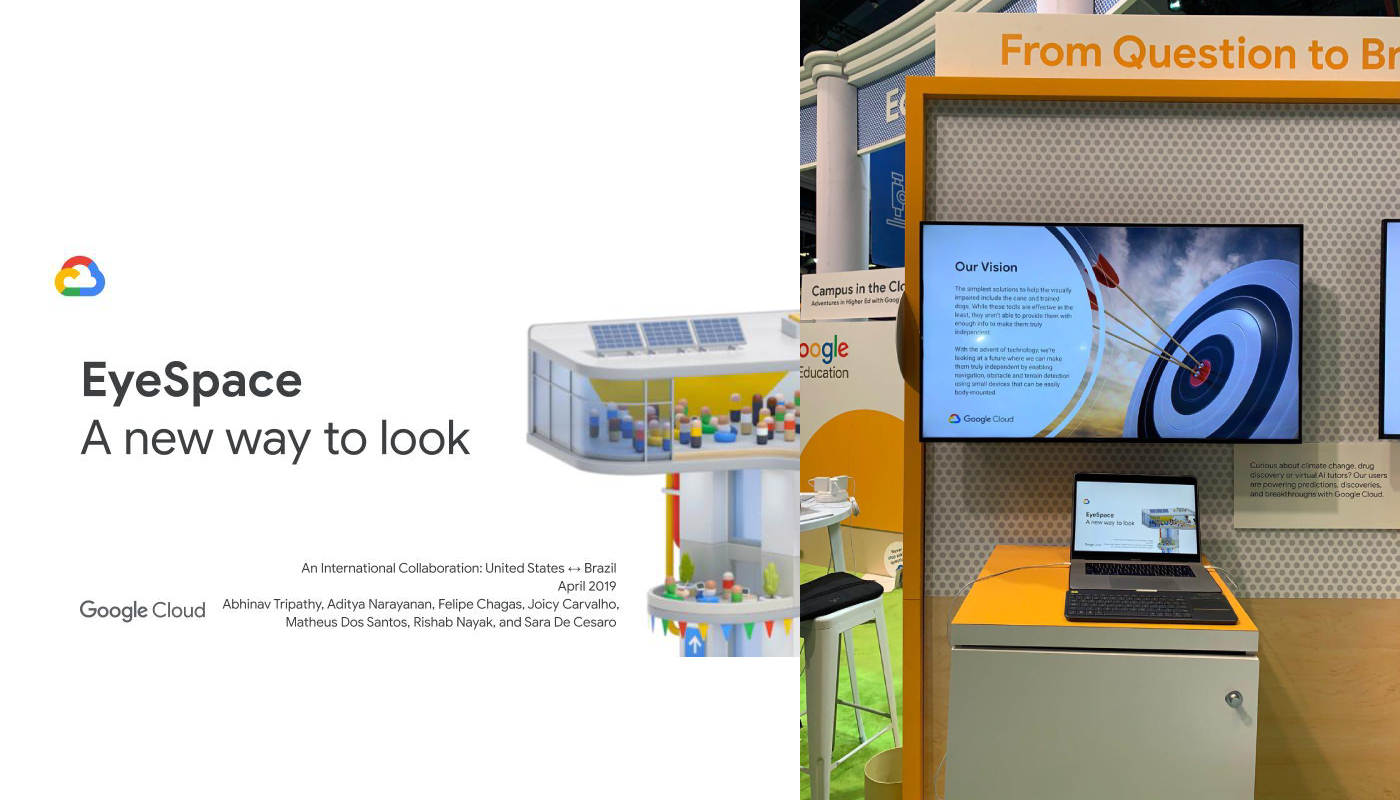 EyeSpace
A new way to look
An International Collaboration: United States ↔ Brazil
April 2019
Google Cloud
Abhinav Tripathy, Aditya Narayanan, Felipe Chagas, Joicy Carvalho,
Matheus Dos Santos, Rishab Nayak, and Sara De Cesaro
From Question to Br
Ec
Campus in the Clo
Adventures in Higher Ed with Goog
oogle
Education
Our Vision
The simplest solutions to help the visually
impaired include the cane and trained
dogs. While these tools are effective in the
least, they aren't able to provide them with
enough info to make them truly
independent.
With the advent of technology, we're
looking at a future where we can make
them truly independent by enabling
navigation, obstacle and terrain detection
using small devices that can be easily
body-mounted.
Google Cloud
Curious about climate change, drug
discovery or virtual AI tutors? Our users
are powering predictions, discoveries,
and breakthroughs with Google Cloud.
EyeSpace
A new way to look